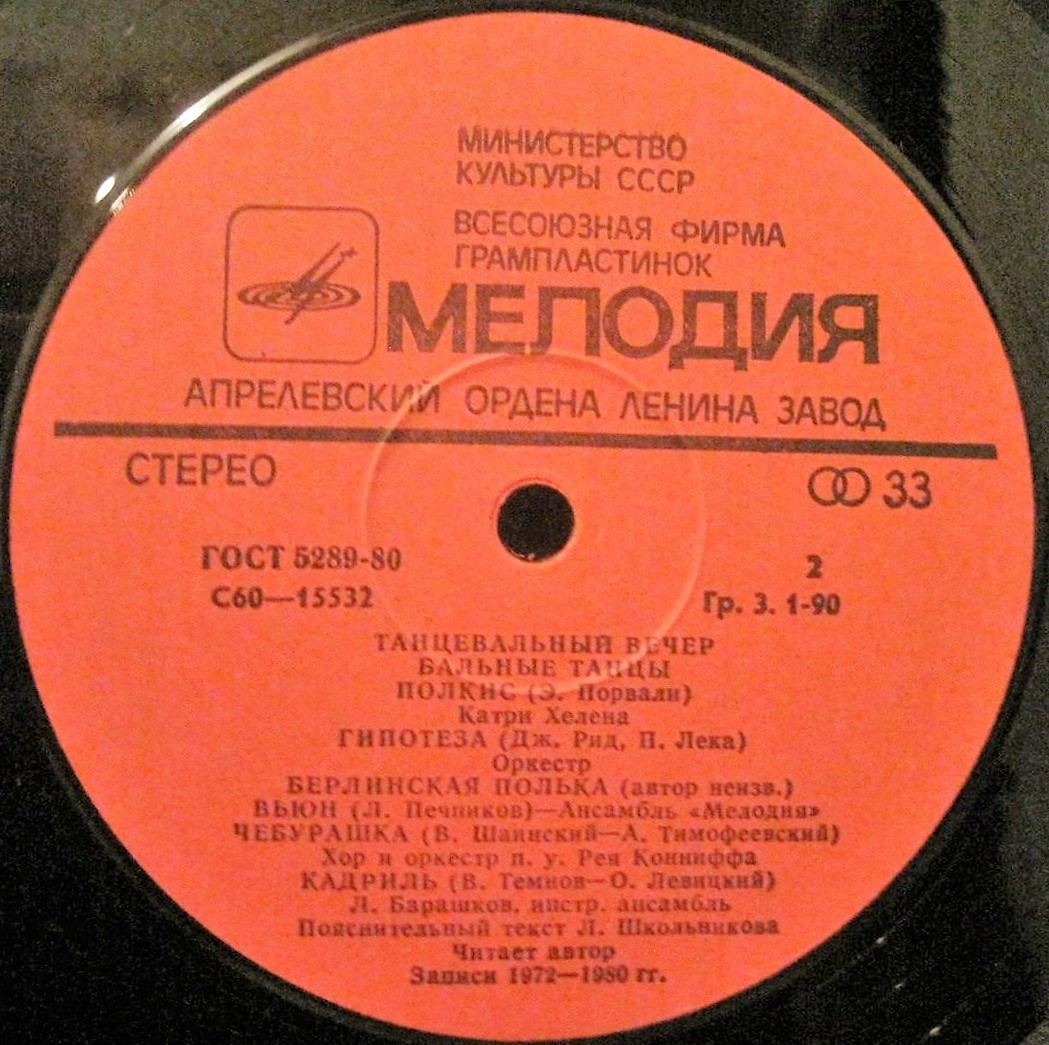 МИНИСТЕРСТВО
КУЛЬТУРЫ СССР
ВСЕСОЮЗНАЯ ФИРМА
ГРАМПЛАСТИНОК
МЕЛОДИЯ
АПРЕЛЕВСКИЙ ОРДЕНА ЛЕНИНА ЗАВОД
СТЕРЕО 33
ГОСТ 5289-80 2
С60—15532 Гр. 3. 1-90
ТАНЦЕВАЛЬНЫЙ ВЕЧЕР
БАЛЬНЫЕ ТАНЦЫ
ПОЛКИС (Э. Порвали)
Катри Хелена
ГИПОТЕЗА (Дж. Рид, П. Лека)
Оркестр
БЕРЛИНСКАЯ ПОЛЬКА (автор неизв.)
ВЬЮН (Л. Печников)—Ансамбль «Мелодия»
ЧЕБУРАШКА (В. Шаинский—А. Тимофеевский)
Хор и оркестр п. у. Рея Конниффа
КАДРИЛЬ (В. Темнов—О. Левицкий)
Л. Барашков, инстр. ансамбль
Пояснительный текст Л. Школьникова
Читает автор
Записи 1972—1980 гг.